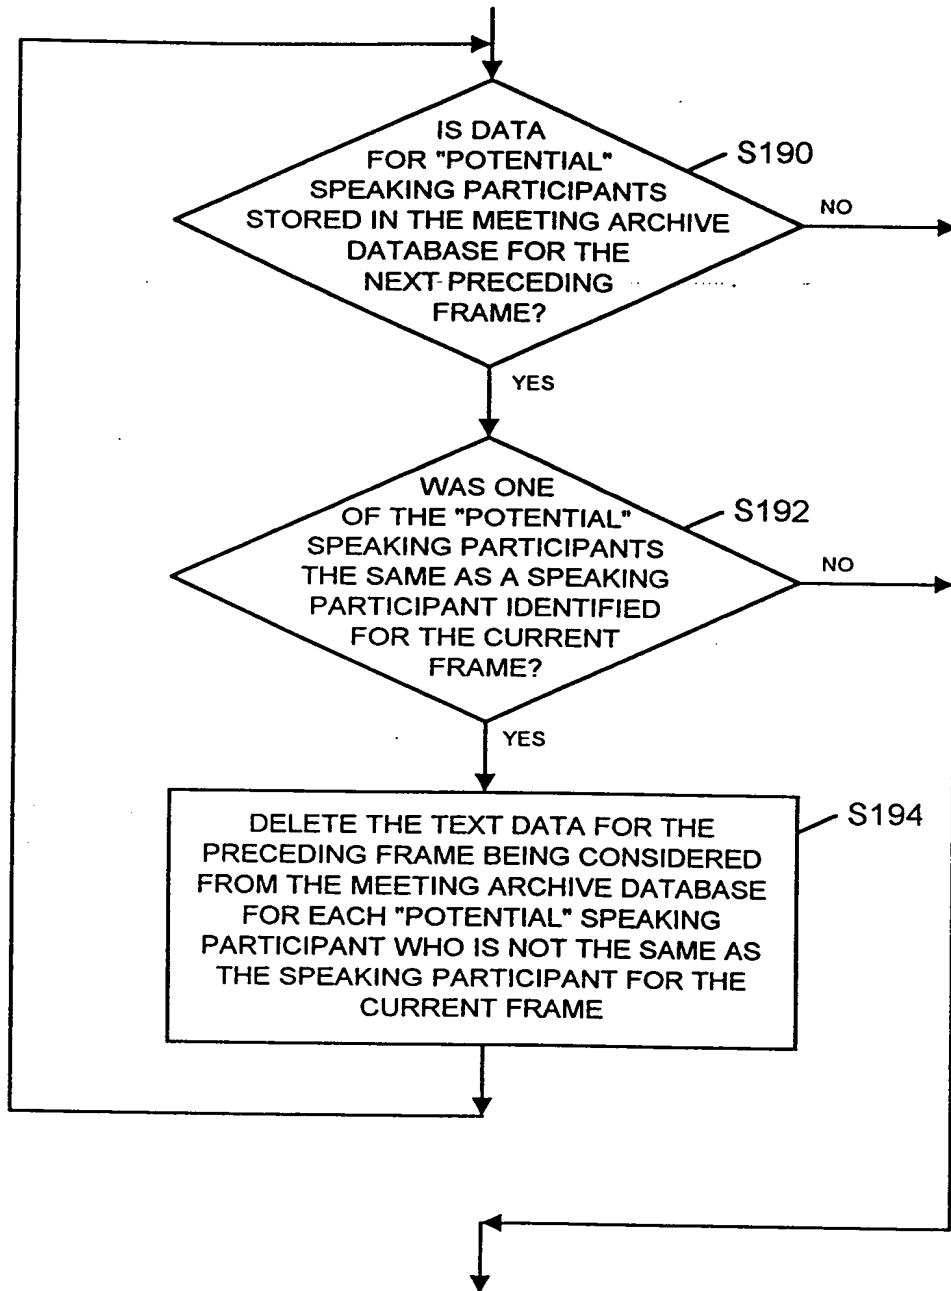 IS DATA
FOR "POTENTIAL"
SPEAKING PARTICIPANTS
STORED IN THE MEETING ARCHIVE
DATABASE FOR THE
NEXT PRECEDING
FRAME?
S190
NO
YES
WAS ONE
OF THE "POTENTIAL"
SPEAKING PARTICIPANTS
THE SAME AS A SPEAKING
PARTICIPANT IDENTIFIED
FOR THE CURRENT
FRAME?
S192
NO
YES
DELETE THE TEXT DATA FOR THE
PRECEDING FRAME BEING CONSIDERED
FROM THE MEETING ARCHIVE DATABASE
FOR EACH "POTENTIAL" SPEAKING
PARTICIPANT WHO IS NOT THE SAME AS
THE SPEAKING PARTICIPANT FOR THE
CURRENT FRAME
S194